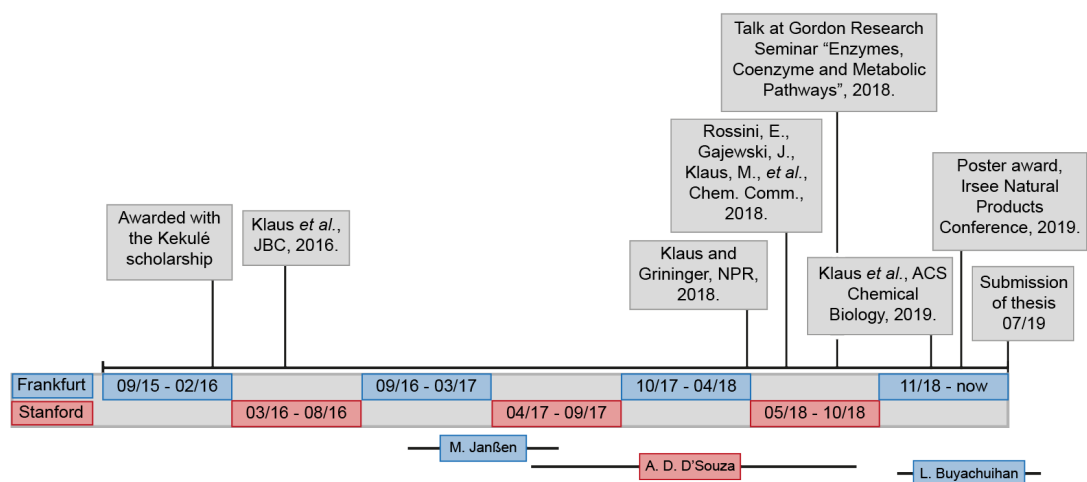 Talk at Gordon Research
Seminar “Enzymes,
Coenzyme and Metabolic
Pathways”, 2018.
Rossini, E.,
Gajewski, J.,
Klaus, M., et al.,
Chem. Comm.,
2018.
Poster award,
Irsee Natural
Products
Conference, 2019.
Awarded with
the Kekulé
scholarship
Klaus et al.,
JBC, 2016.
Klaus and
Grininger, NPR,
2018.
Klaus et al., ACS
Chemical
Biology, 2019.
Submission
of thesis
07/19
Frankfurt
09/15 - 02/16
09/16 - 03/17
10/17 - 04/18
11/18 - now
Stanford
03/16 - 08/16
04/17 - 09/17
05/18 - 10/18
M. Janßen
A. D. D'Souza
L. Buyachuihan